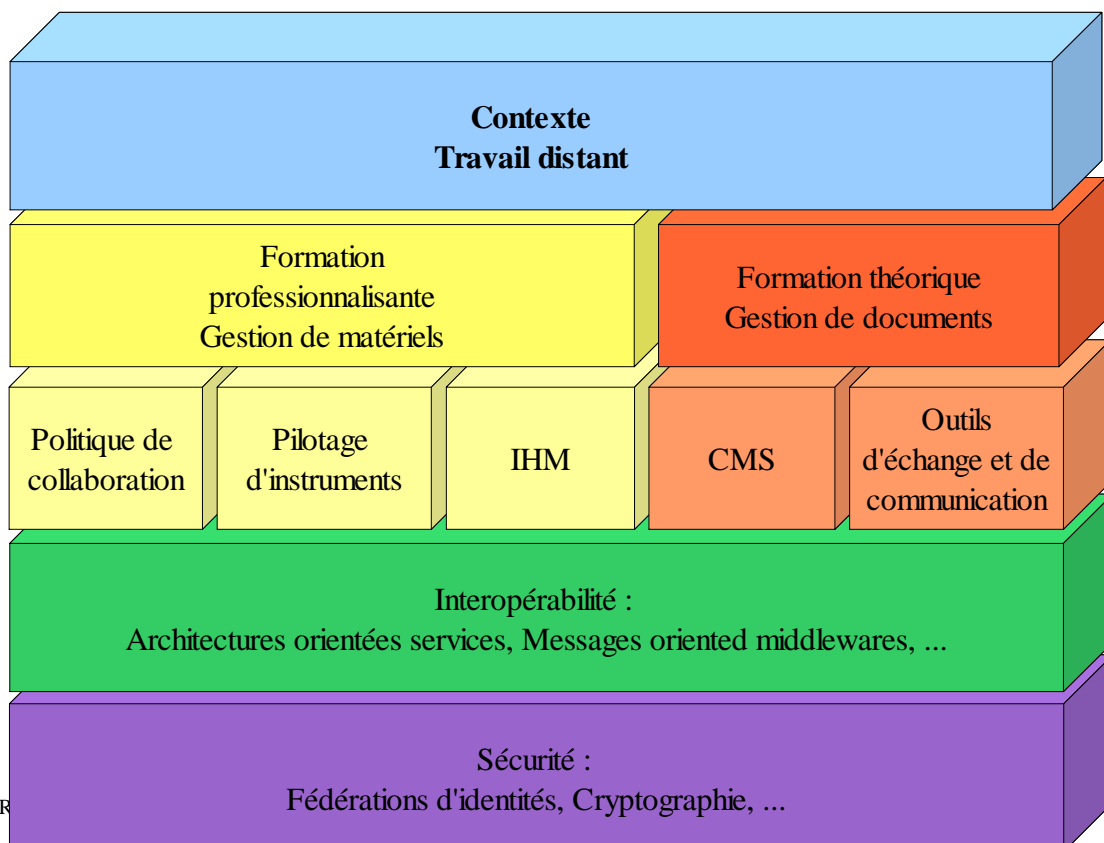 Contexte
Travail distant
Formation
professionnalisante
Gestion de matériels
Formation théorique
Gestion de documents
Politique de
collaboration
Pilotage
d'instruments
IHM
CMS
Outils
d'échange et de
communication
Interopérabilité :
Architectures orientées services, Messages oriented middlewares, ...
Sécurité :
Fédérations d'identités, Cryptographie, ...
R